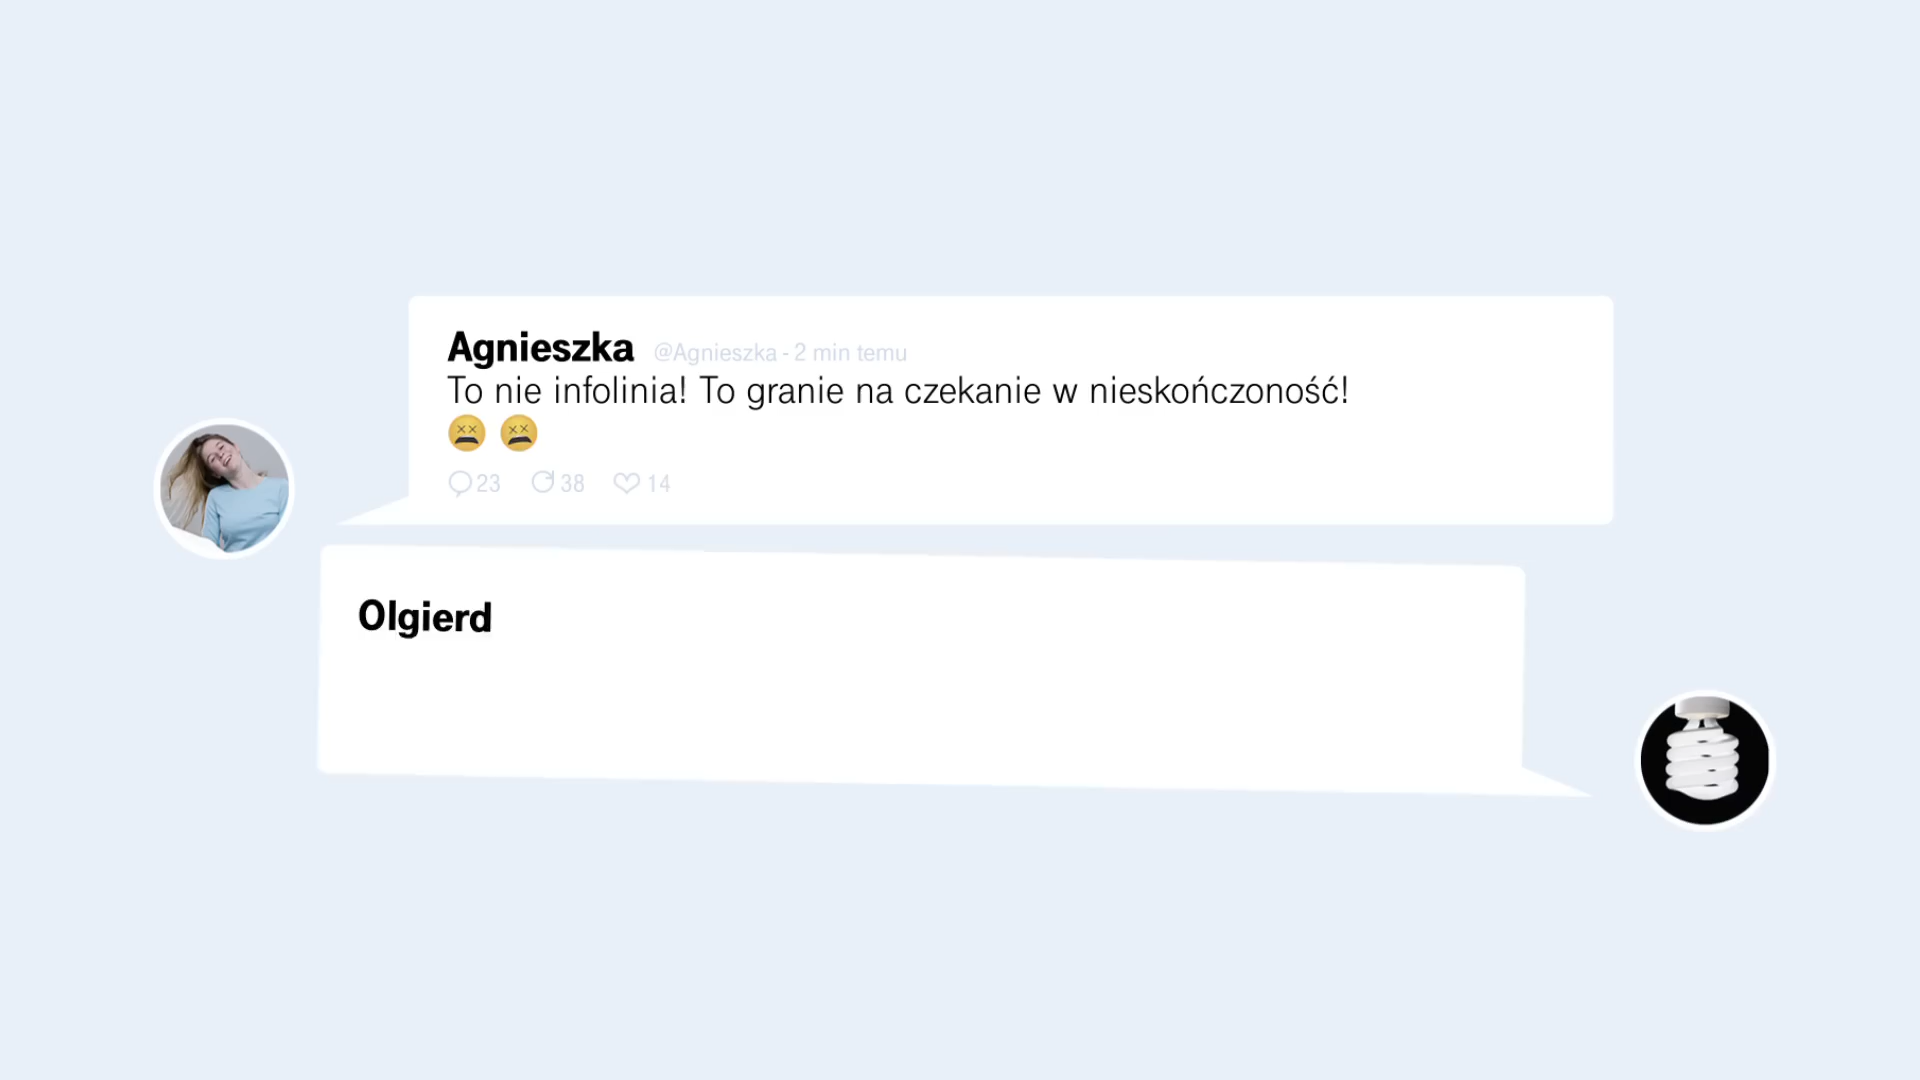 Agnieszka @Agnieszka - 2 min temu
To nie infolinia! To granie na czekanie w nieskończoność!
23 38 14
Olgierd